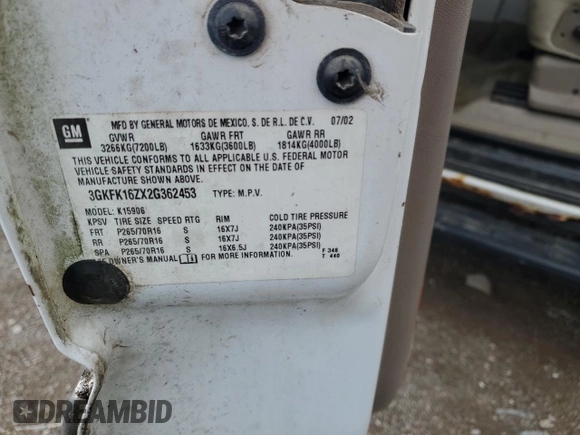 GM
MFD BY GENERAL MOTORS DE MEXICO, S. DE R.L. DE C.V. 07/02
GVWR GAWR FRT GAWR RR
3266KG(7200LB) 1633KG(3600LB) 1814KG(4000LB)
THIS VEHICLE CONFORMS TO ALL APPLICABLE U.S. FEDERAL MOTOR
VEHICLE SAFETY STANDARDS IN EFFECT ON THE DATE OF
MANUFACTURE SHOWN ABOVE.
3GKFK16ZX2G362453 TYPE: M.P.V.
MODEL: K15906
KPSV TIRE SIZE SPEED RTG RIM COLD TIRE PRESSURE
FRT P265/70R16 S 16X7J 240KPA(35PSI)
RR P265/70R16 S 16X7J 240KPA(35PSI)
SPA P265/70R16 S 16X6.5J 240KPA(35PSI)
OWNER'S MANUAL FOR MORE INFORMATION.
F 348
T 440
DREAMBID